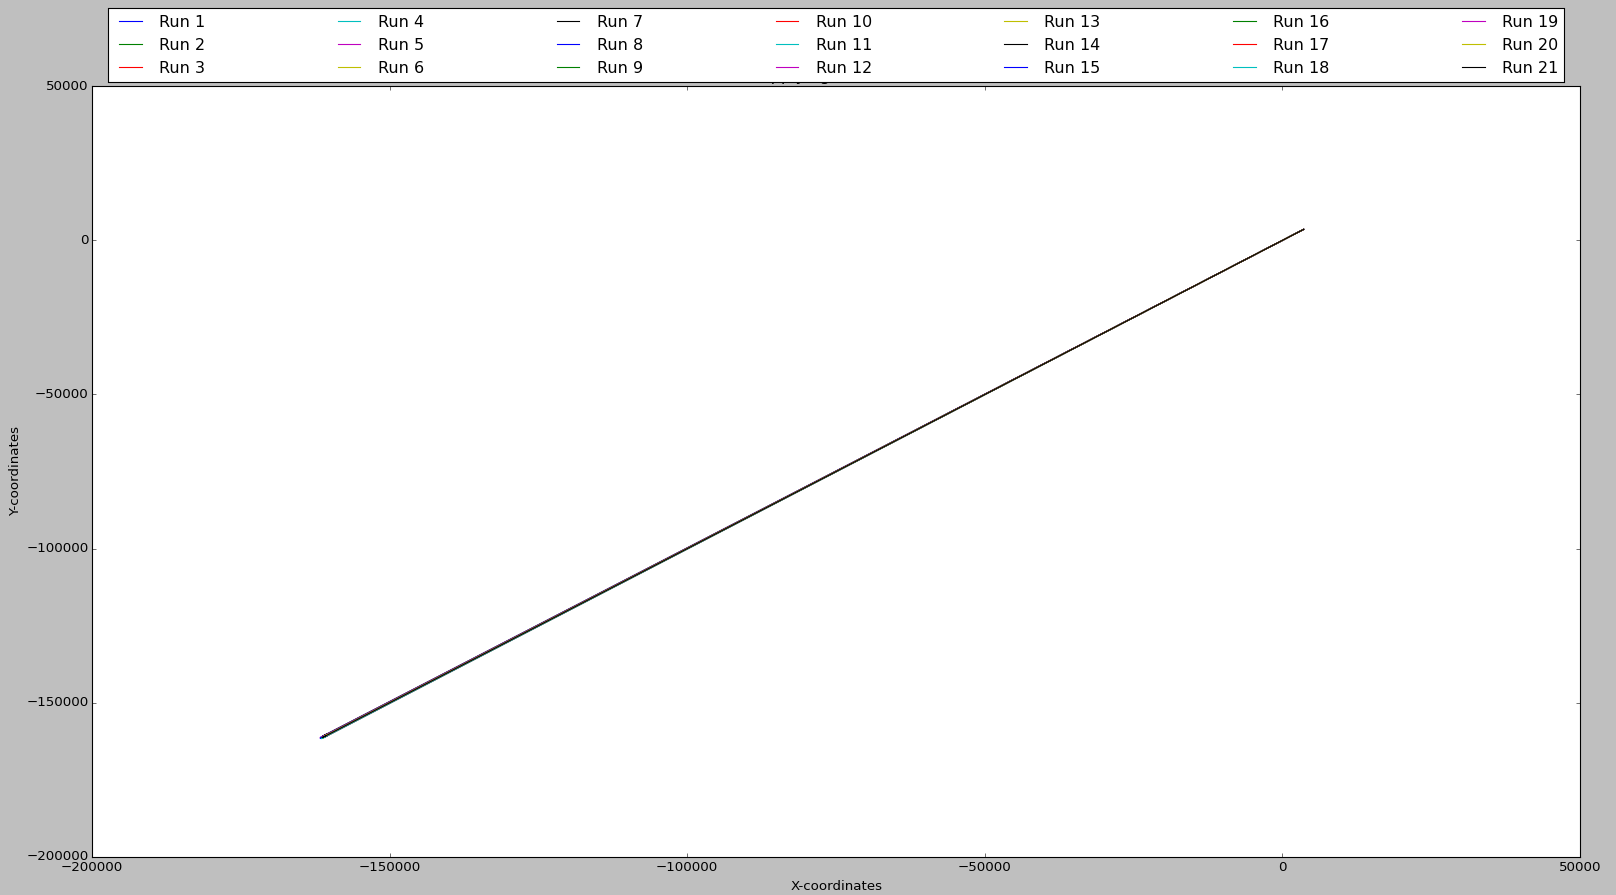 Run 1 Run 4 Run 7 Run 10 Run 13 Run 16 Run 19
Run 2 Run 5 Run 8 Run 11 Run 14 Run 17 Run 20
Run 3 Run 6 Run 9 Run 12 Run 15 Run 18 Run 21
50000
0
−50000
−100000
−150000
−200000
Y-coordinates
−200000 −150000 −100000 −50000 0 50000
X-coordinates